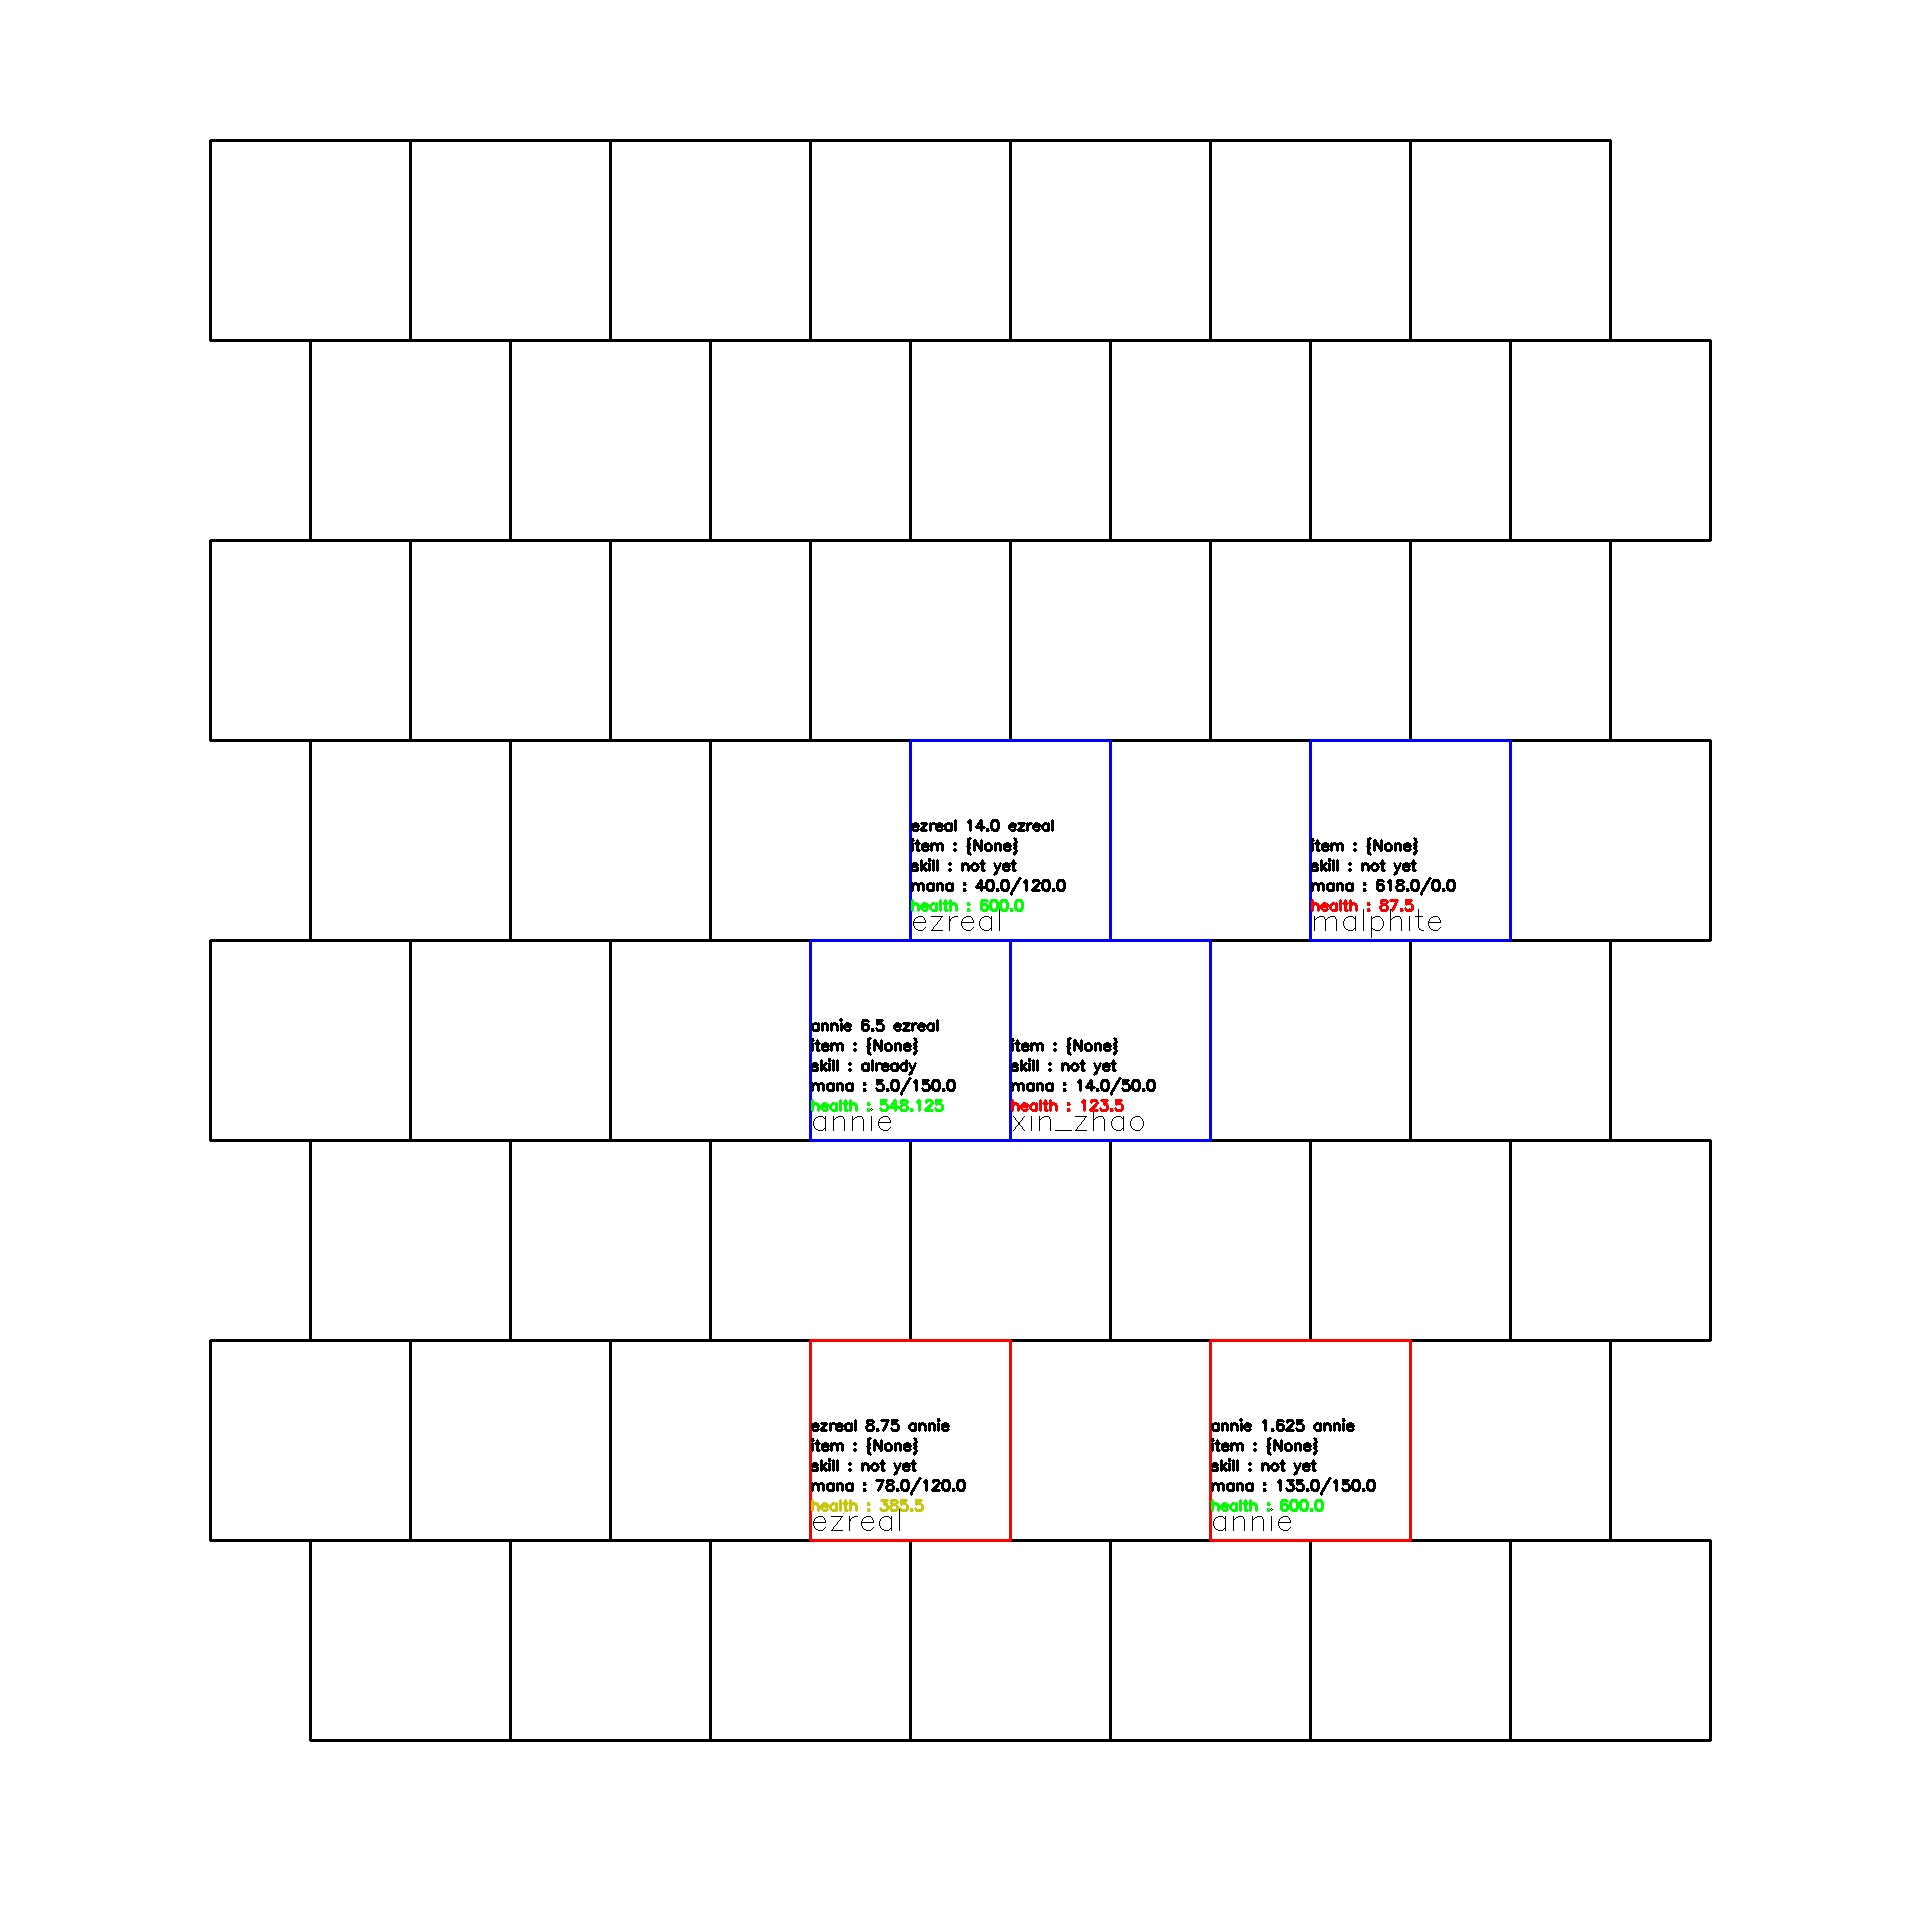 ezreal 14.0 ezreal
item : {None}
skill : not yet
mana : 40.0/120.0
health : 600.0
ezreal
item : {None}
skill : not yet
mana : 618.0/0.0
health : 87.5
malphite
annie 6.5 ezreal
item : {None}
skill : already
mana : 5.0/150.0
health : 548.125
annie
item : {None}
skill : not yet
mana : 14.0/50.0
health : 123.5
xin_zhao
ezreal 8.75 annie
item : {None}
skill : not yet
mana : 78.0/120.0
health : 385.5
ezreal
annie 1.625 annie
item : {None}
skill : not yet
mana : 135.0/150.0
health : 600.0
annie